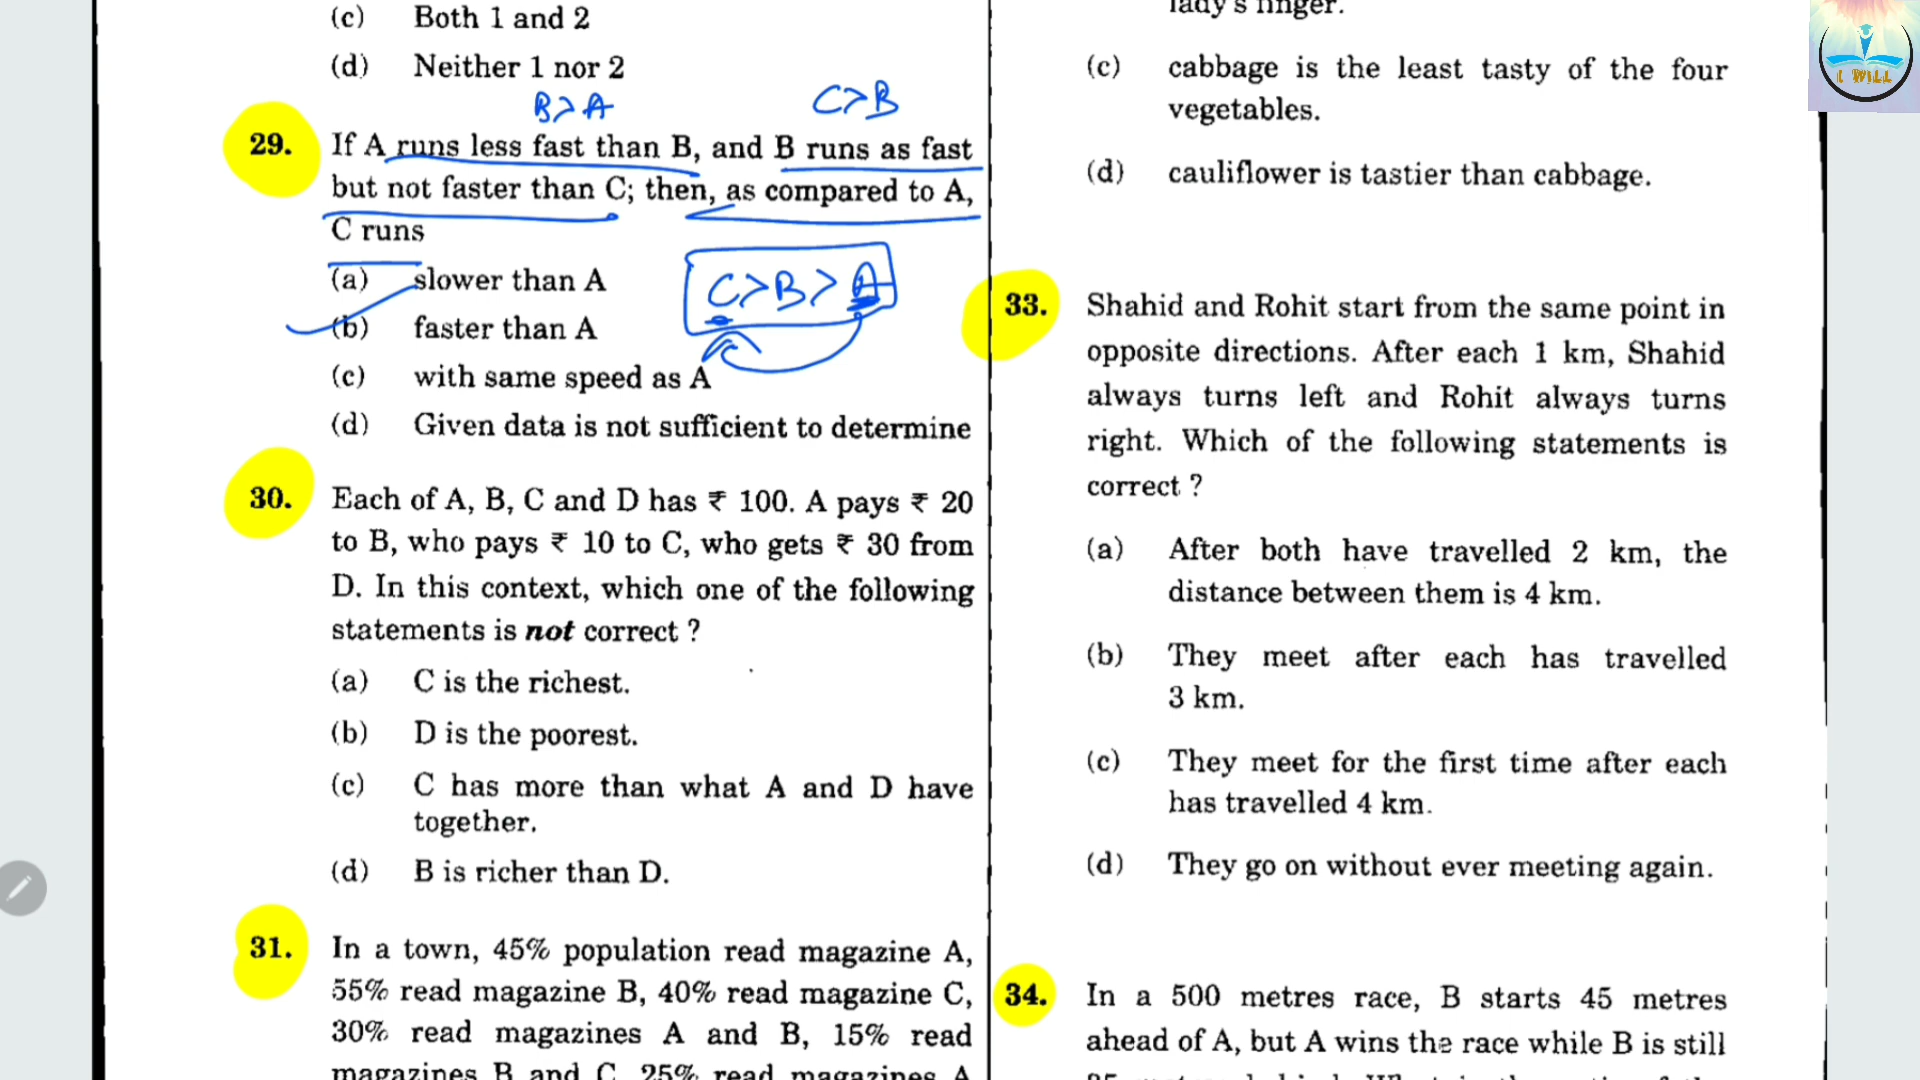 (c) Both 1 and 2
(d) Neither 1 nor 2
B>A
C>B
29. If A runs less fast than B, and B runs as fast
but not faster than C; then, as compared to A,
C runs
(a) slower than A
C>B>A
(b) faster than A
(c) with same speed as A
(d) Given data is not sufficient to determine
30. Each of A, B, C and D has ₹ 100. A pays ₹ 20
to B, who pays ₹ 10 to C, who gets ₹ 30 from
D. In this context, which one of the following
statements is not correct ?
(a) C is the richest.
(b) D is the poorest.
(c) C has more than what A and D have
together.
(d) B is richer than D.
31. In a town, 45% population read magazine A,
55% read magazine B, 40% read magazine C,
30% read magazines A and B, 15% read
magazines B and C, 25% read magazines A
lady's finger.
(c) cabbage is the least tasty of the four
vegetables.
(d) cauliflower is tastier than cabbage.
33. Shahid and Rohit start from the same point in
opposite directions. After each 1 km, Shahid
always turns left and Rohit always turns
right. Which of the following statements is
correct ?
(a) After both have travelled 2 km, the
distance between them is 4 km.
(b) They meet after each has travelled
3 km.
(c) They meet for the first time after each
has travelled 4 km.
(d) They go on without ever meeting again.
34. In a 500 metres race, B starts 45 metres
ahead of A, but A wins the race while B is still
I WILL